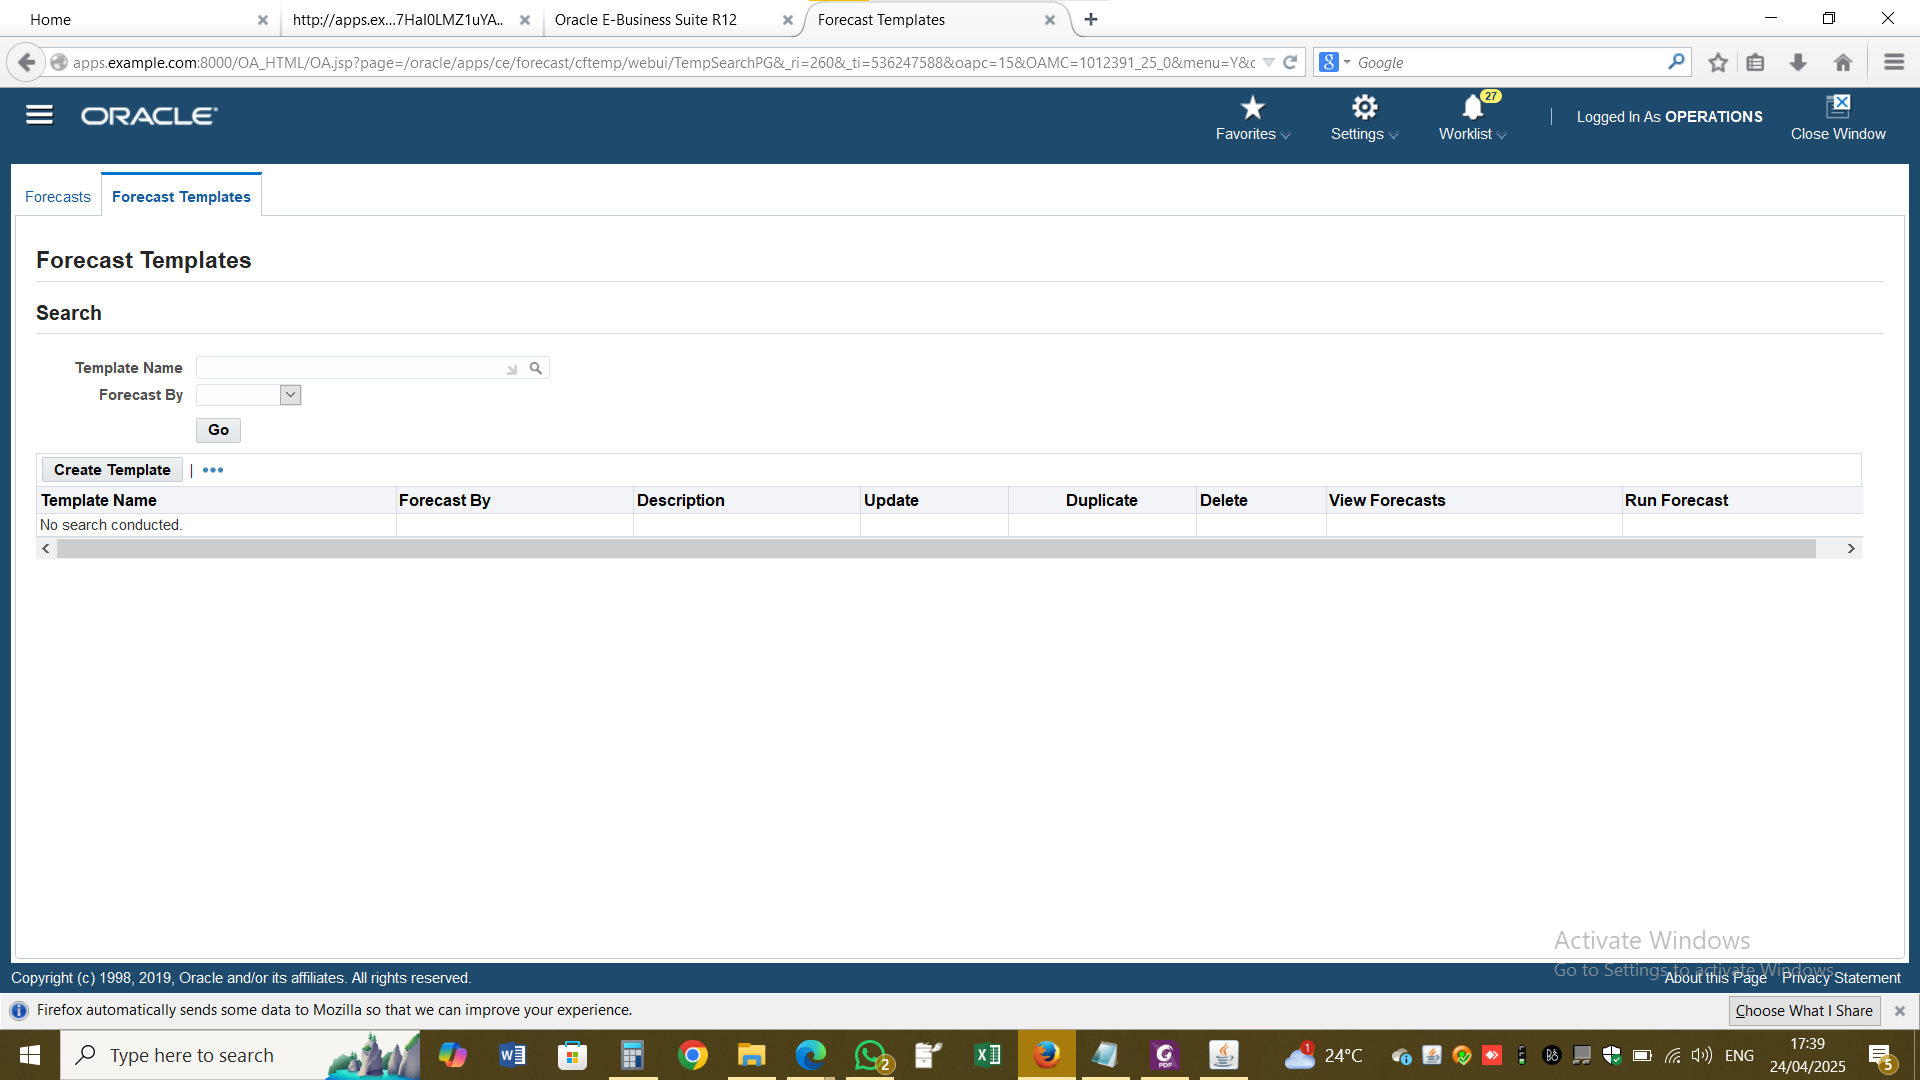 Home
http://apps.ex...7HaI0LMZ1uYA..
Oracle E-Business Suite R12
Forecast Templates
apps.example.com:8000/OA_HTML/OA.jsp?page=/oracle/apps/ce/forecast/cftemp/webui/TempSearchPG&_ri=260&_ti=536247588&oapc=15&OAMC=1012391_25_0&menu=Y&c
Google
ORACLE
Favorites
Settings
27
Worklist
Logged In As OPERATIONS
Close Window
Forecasts
Forecast Templates
Forecast Templates
Search
Template Name
Forecast By
Go
Create Template | •••
Template Name Forecast By Description Update Duplicate Delete View Forecasts Run Forecast
No search conducted.
Activate Windows
Go to Settings to activate Windows.
Copyright (c) 1998, 2019, Oracle and/or its affiliates. All rights reserved.
About this Page Privacy Statement
Firefox automatically sends some data to Mozilla so that we can improve your experience.
Choose What I Share
Type here to search
2
1
24°C
ENG
17:39
24/04/2025
5